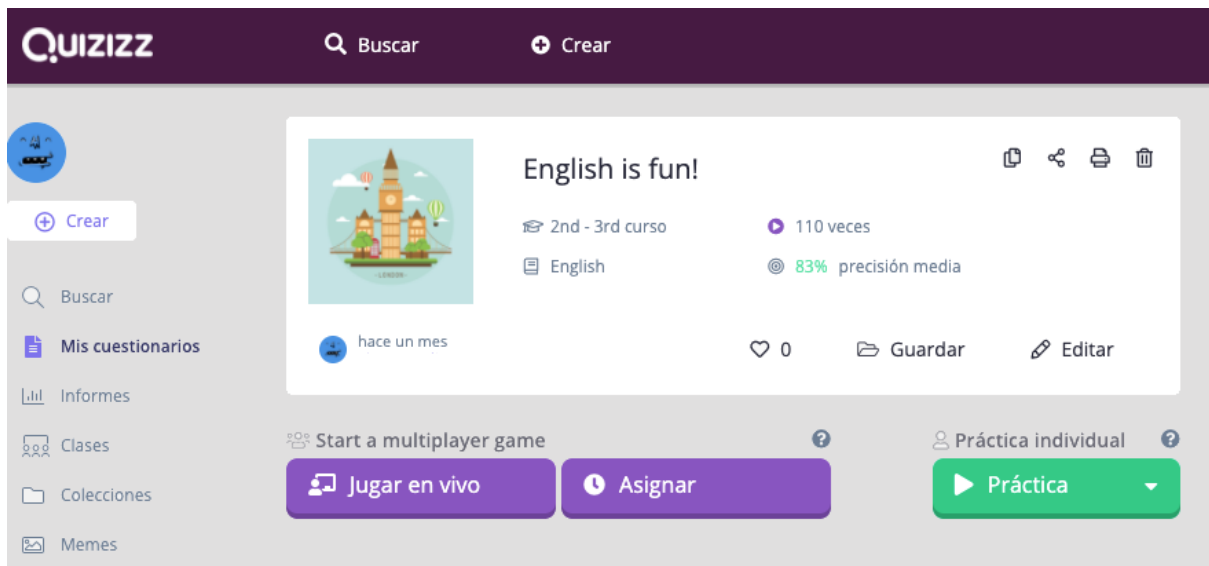 QUIZIZZ
Buscar
Crear
Crear
Buscar
Mis cuestionarios
Informes
Clases
Colecciones
Memes
-LONDON-
English is fun!
2nd - 3rd curso
110 veces
English
83% precisión media
hace un mes
0
Guardar
Editar
Start a multiplayer game
?
Jugar en vivo
Asignar
Práctica individual
?
Práctica